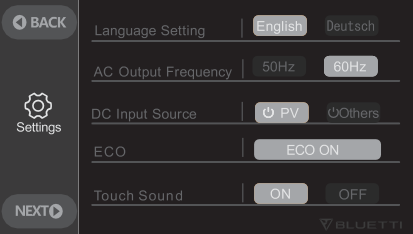 BACK
Language Setting English Deutsch
AC Output Frequency 50Hz 60Hz
Settings
DC Input Source PV Others
ECO ECO ON
Touch Sound ON OFF
NEXT
BLUETTI